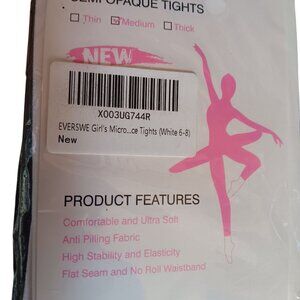 SEMI OPAQUE TIGHTS
Thin Medium Thick
NEW
X003UG744R
EVERSWE Girl's Micro...ce Tights (White 6-8)
New
PRODUCT FEATURES
Comfortable and Ultra Soft
Anti Pilling Fabric
High Stability and Elasticity
Flat Seam and No Roll Waistband